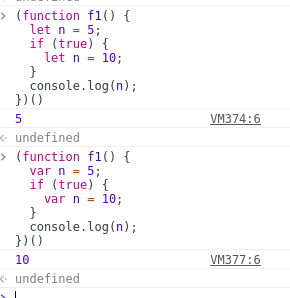 undefined
(function f1() {
  let n = 5;
  if (true) {
    let n = 10;
  }
  console.log(n);
})()
5 VM374:6
undefined
(function f1() {
  var n = 5;
  if (true) {
    var n = 10;
  }
  console.log(n);
})()
10 VM377:6
undefined